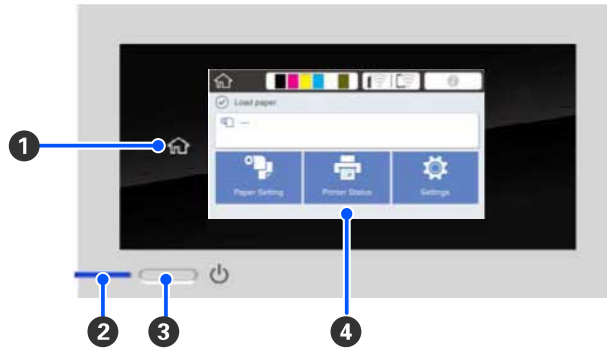 Load paper
1
---
Paper Setting
Printer Status
Settings
2
3
4